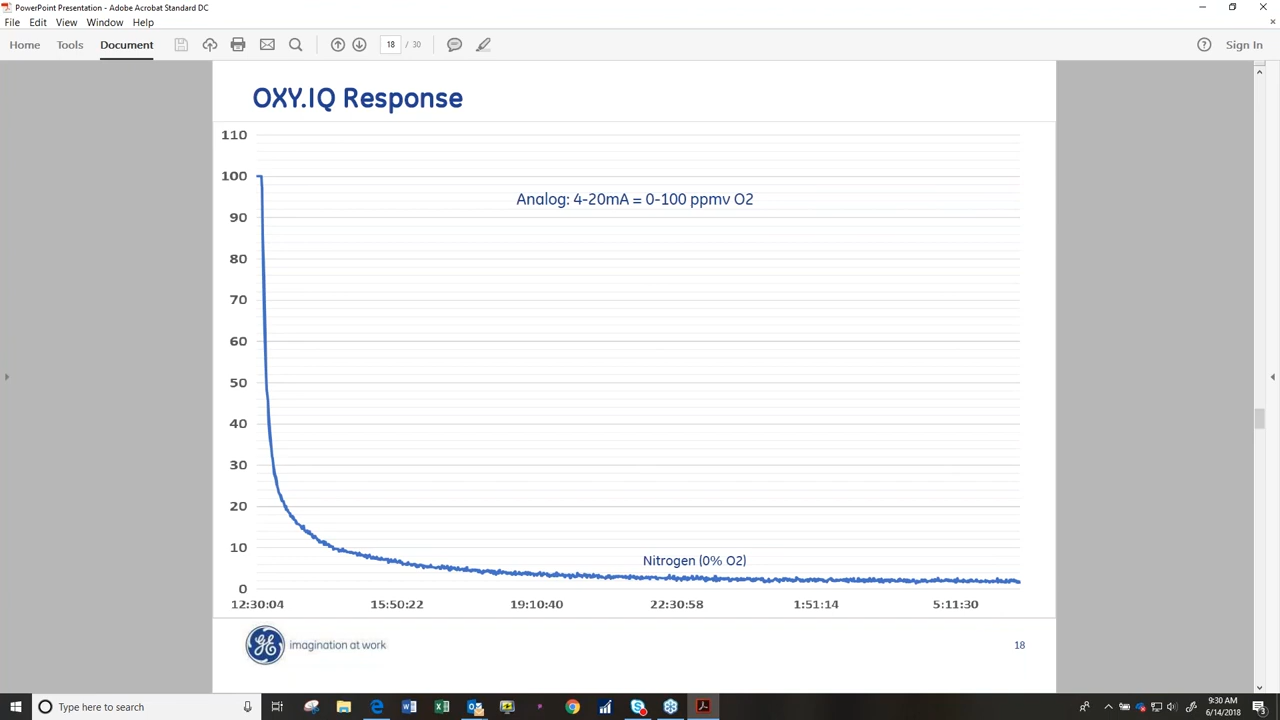 PowerPoint Presentation - Adobe Acrobat Standard DC
File Edit View Window Help
Home Tools Document 18 / 30 Sign In
OXY.IQ Response
110
100
Analog: 4-20mA = 0-100 ppmv O2
90
80
70
60
50
40
30
20
10
Nitrogen (0% O2)
0
12:30:04 15:50:22 19:10:40 22:30:58 1:51:14 5:11:30
GE imagination at work 18
Type here to search
9:30 AM
6/14/2018
3